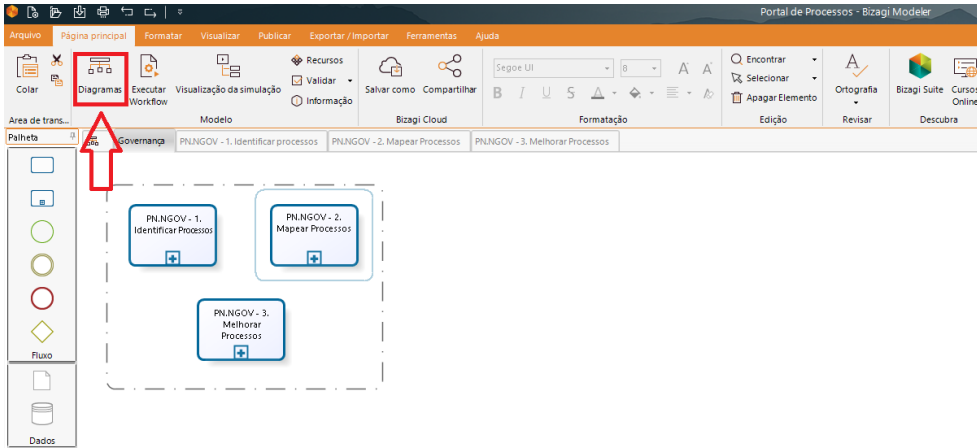 Portal de Processos - Bizagi Modeler
Arquivo Página principal Formatar Visualizar Publicar Exportar / Importar Ferramentas Ajuda
Colar
Diagramas
Executar
Workflow
Visualização da simulação
Recursos
Validar
Informação
Salvar como
Compartilhar
Segoe UI
8
A A
B I U S A
Encontrar
Selecionar
Apagar Elemento
Ortografia
Bizagi Suite
Cursos
Online
Area de trans...
Modelo
Bizagi Cloud
Formatação
Edição
Revisar
Descubra
Palheta
Governança
PN.NGOV - 1. Identificar processos
PN.NGOV - 2. Mapear Processos
PN.NGOV - 3. Melhorar Processos
PN.NGOV - 1.
Identificar Processos
PN.NGOV - 2.
Mapear Processos
PN.NGOV - 3.
Melhorar
Processos
Fluxo
Dados